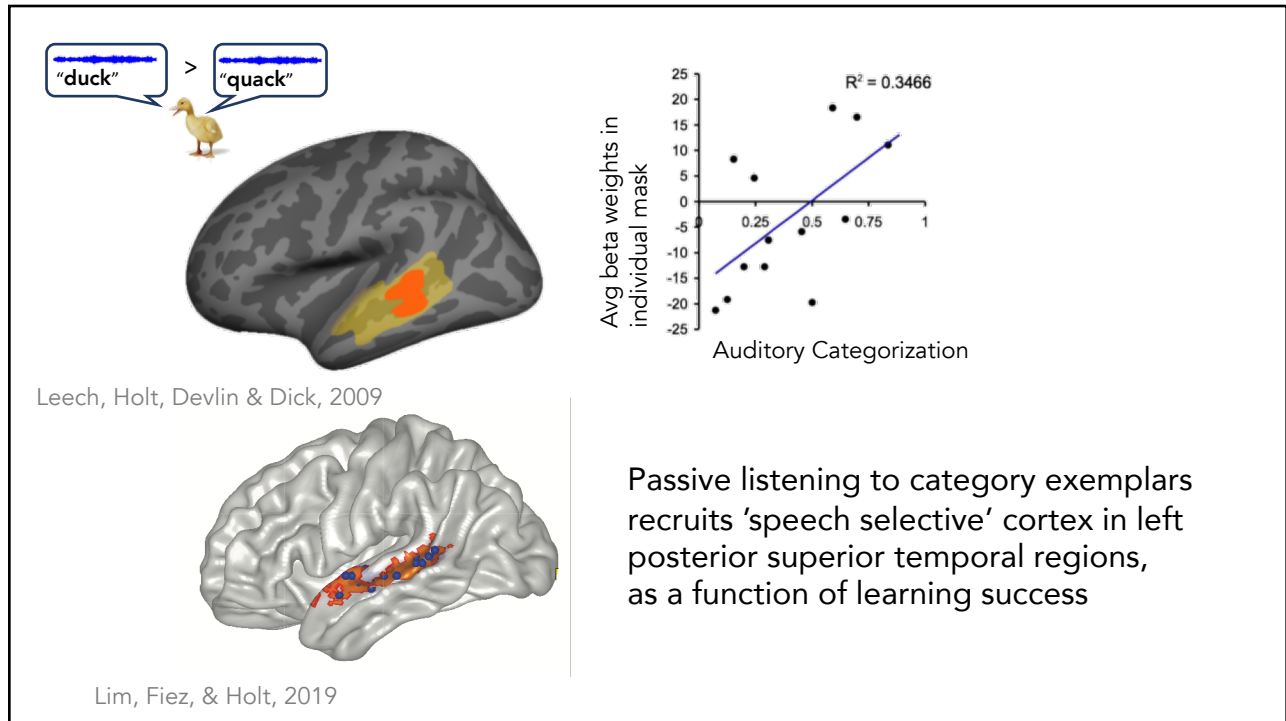 "duck" > "quack"
R² = 0.3466
25
20
15
10
5
0
-5
-10
-15
-20
-25
0 0.25 0.5 0.75 1
Avg beta weights in
individual mask
Auditory Categorization
Leech, Holt, Devlin & Dick, 2009
Passive listening to category exemplars
recruits 'speech selective' cortex in left
posterior superior temporal regions,
as a function of learning success
Lim, Fiez, & Holt, 2019